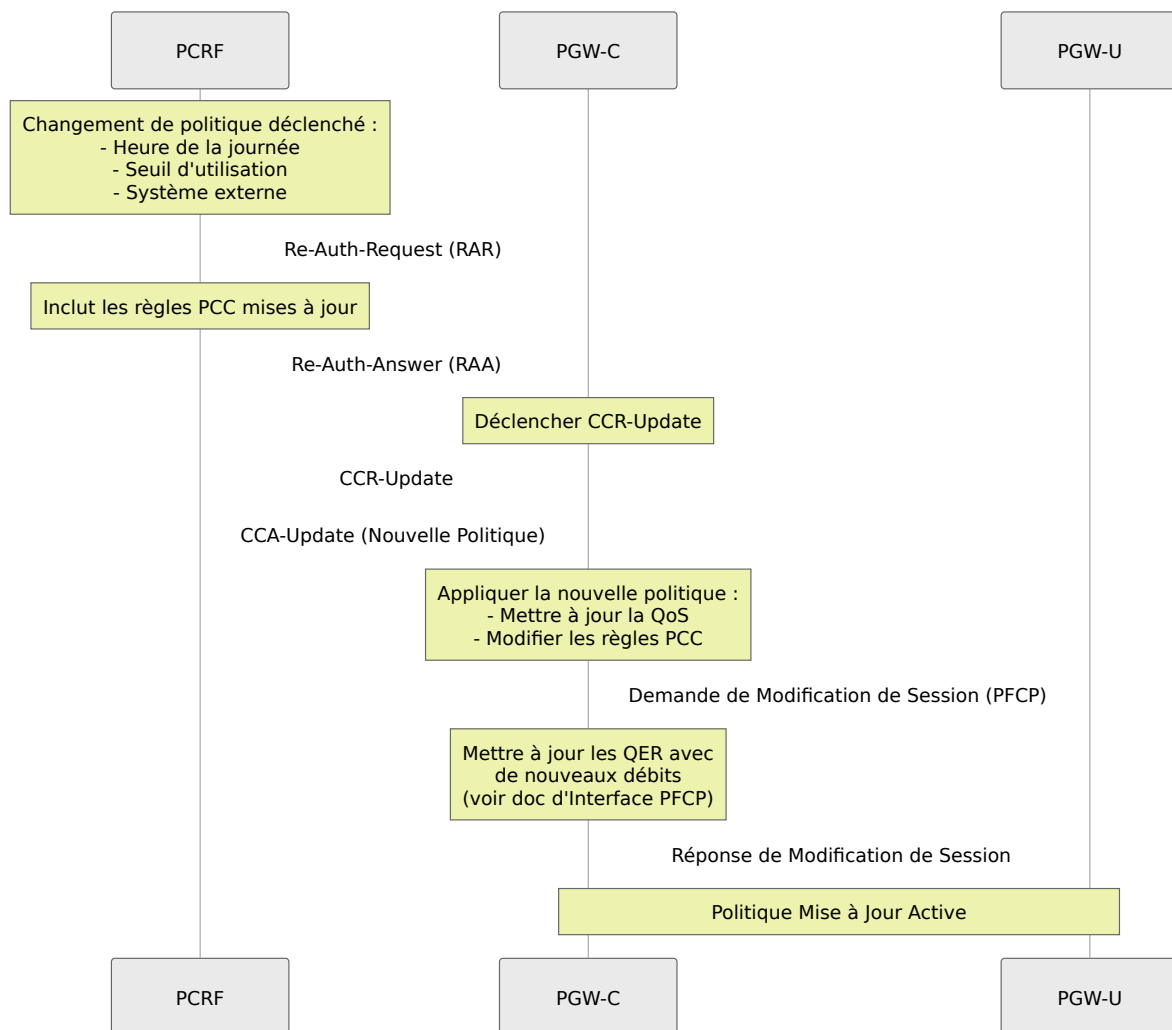 PCRF
PGW-C
PGW-U
Changement de politique déclenché :
- Heure de la journée
- Seuil d'utilisation
- Système externe
Re-Auth-Request (RAR)
Inclut les règles PCC mises à jour
Re-Auth-Answer (RAA)
Déclencher CCR-Update
CCR-Update
CCA-Update (Nouvelle Politique)
Appliquer la nouvelle politique :
- Mettre à jour la QoS
- Modifier les règles PCC
Demande de Modification de Session (PFCP)
Mettre à jour les QER avec
de nouveaux débits
(voir doc d'Interface PFCP)
Réponse de Modification de Session
Politique Mise à Jour Active
PCRF
PGW-C
PGW-U